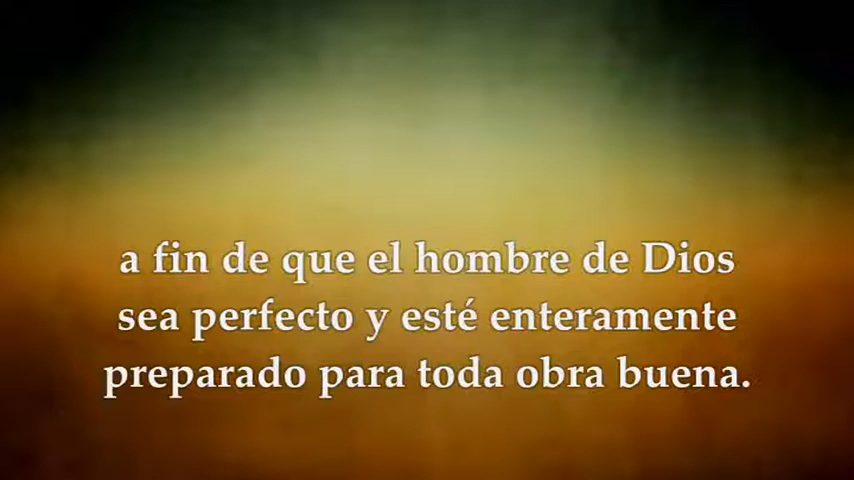 a fin de que el hombre de Dios
sea perfecto y esté enteramente
preparado para toda obra buena.